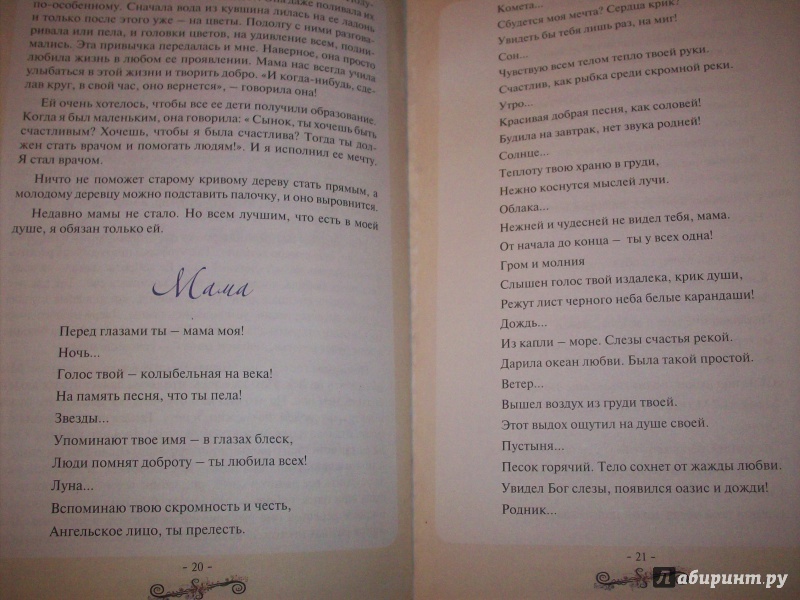 по-особенному. Сначала вода из кувшина лилась на ее ладонь
и только после этого уже – на цветы. Подолгу с ними разгова-
ривала или пела, и головки цветов, на удивление всем, подни-
мались. Эта привычка передалась и мне. Наверное, она просто
любила жизнь в любом ее проявлении. Мама нас всегда учила
улыбаться в этой жизни и творить добро. «И когда-нибудь, сде-
лав круг, в свой час, оно вернется», – говорила она!
Ей очень хотелось, чтобы все ее дети получили образование.
Когда я был маленьким, она говорила: « Сынок, ты хочешь быть
счастливым? Хочешь, чтобы я была счастлива? Тогда ты дол-
жен стать врачом и помогать людям!». И я исполнил ее мечту.
Я стал врачом.
Ничто не поможет старому кривому дереву стать прямым, а
молодому деревцу можно подставить палочку, и оно выровнится.
Недавно мамы не стало. Но всем лучшим, что есть в моей
душе, я обязан только ей.
Мама
Перед глазами ты – мама моя!
Ночь...
Голос твой – колыбельная на века!
На память песня, что ты пела!
Звезды...
Упоминают твое имя – в глазах блеск,
Люди помнят доброту – ты любила всех!
Луна...
Вспоминаю твою скромность и честь,
Ангельское лицо, ты прелесть.
- 20 -
Комета...
Сбудется моя мечта? Сердца крик?
Увидеть бы тебя лишь раз, на миг!
Сон...
Чувствую всем телом тепло твоей руки.
Счастлив, как рыбка среди скромной реки.
Утро...
Красивая добрая песня, как соловей!
Будила на завтрак, нет звука родней!
Солнце...
Теплоту твою храню в груди,
Нежно коснутся мыслей лучи.
Облака...
Нежней и чудесней не видел тебя, мама.
От начала до конца – ты у всех одна!
Гром и молния
Слышен голос твой издалека, крик души,
Режут лист черного неба белые карандаши!
Дождь...
Из капли – море. Слезы счастья рекой.
Дарила океан любви. Была такой простой.
Ветер...
Вышел воздух из груди твоей.
Этот выдох ощутил на душе своей.
Пустыня...
Песок горячий. Тело сохнет от жажды любви.
Увидел Бог слезы, появился оазис и дожди!
Родник...
- 21 -
Лабиринт.ру